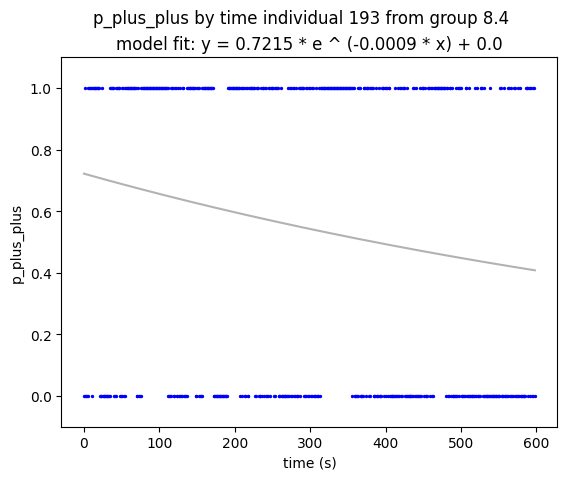 p_plus_plus by time individual 193 from group 8.4
model fit: y = 0.7215 * e ^ (-0.0009 * x) + 0.0
1.0
0.8
0.6
0.4
0.2
0.0
p_plus_plus
0 100 200 300 400 500 600
time (s)